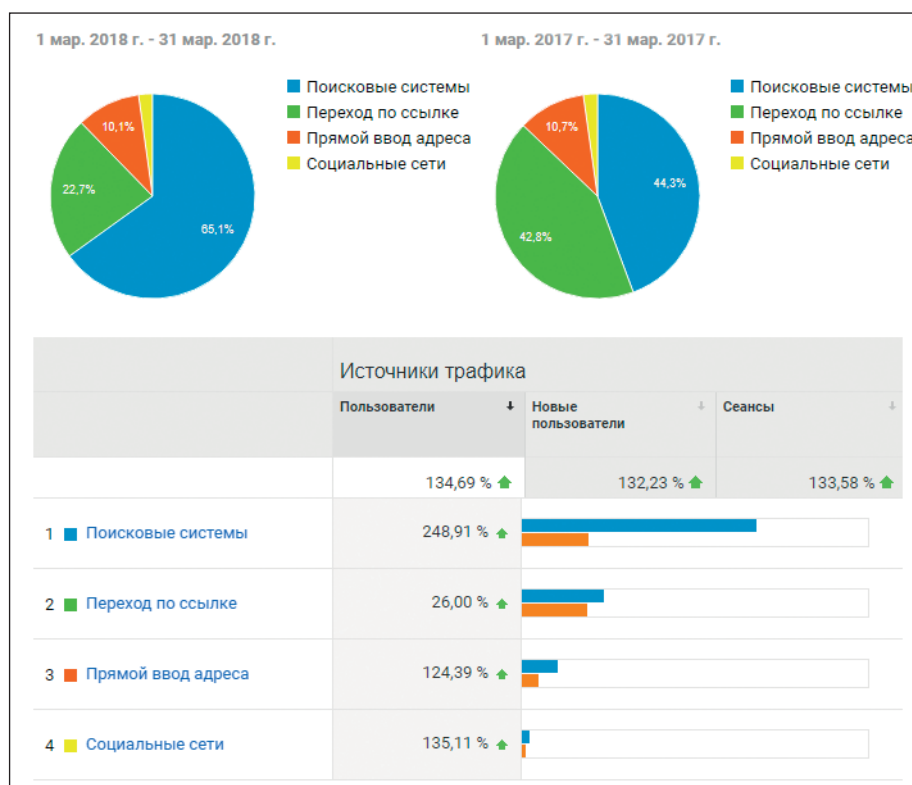 1 мар. 2018 г. - 31 мар. 2018 г.
1 мар. 2017 г. - 31 мар. 2017 г.
Поисковые системы
Переход по ссылке
Прямой ввод адреса
Социальные сети
10,1%
22,7%
65,1%
Поисковые системы
Переход по ссылке
Прямой ввод адреса
Социальные сети
10,7%
44,3%
42,8%
Источники трафика
Пользователи
Новые
пользователи
Сеансы
134,69 %
132,23 %
133,58 %
1 Поисковые системы 248,91 %
2 Переход по ссылке 26,00 %
3 Прямой ввод адреса 124,39 %
4 Социальные сети 135,11 %